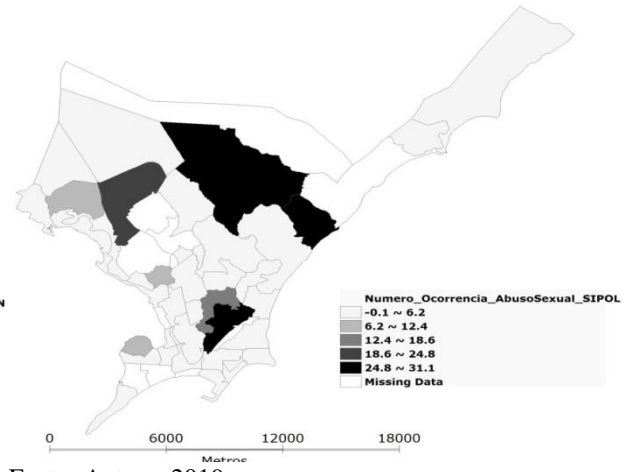 N
Numero_Ocorrencia_AbusoSexual_SIPOL
-0.1 ~ 6.2
6.2 ~ 12.4
12.4 ~ 18.6
18.6 ~ 24.8
24.8 ~ 31.1
Missing Data
0 6000 12000 18000
Metros